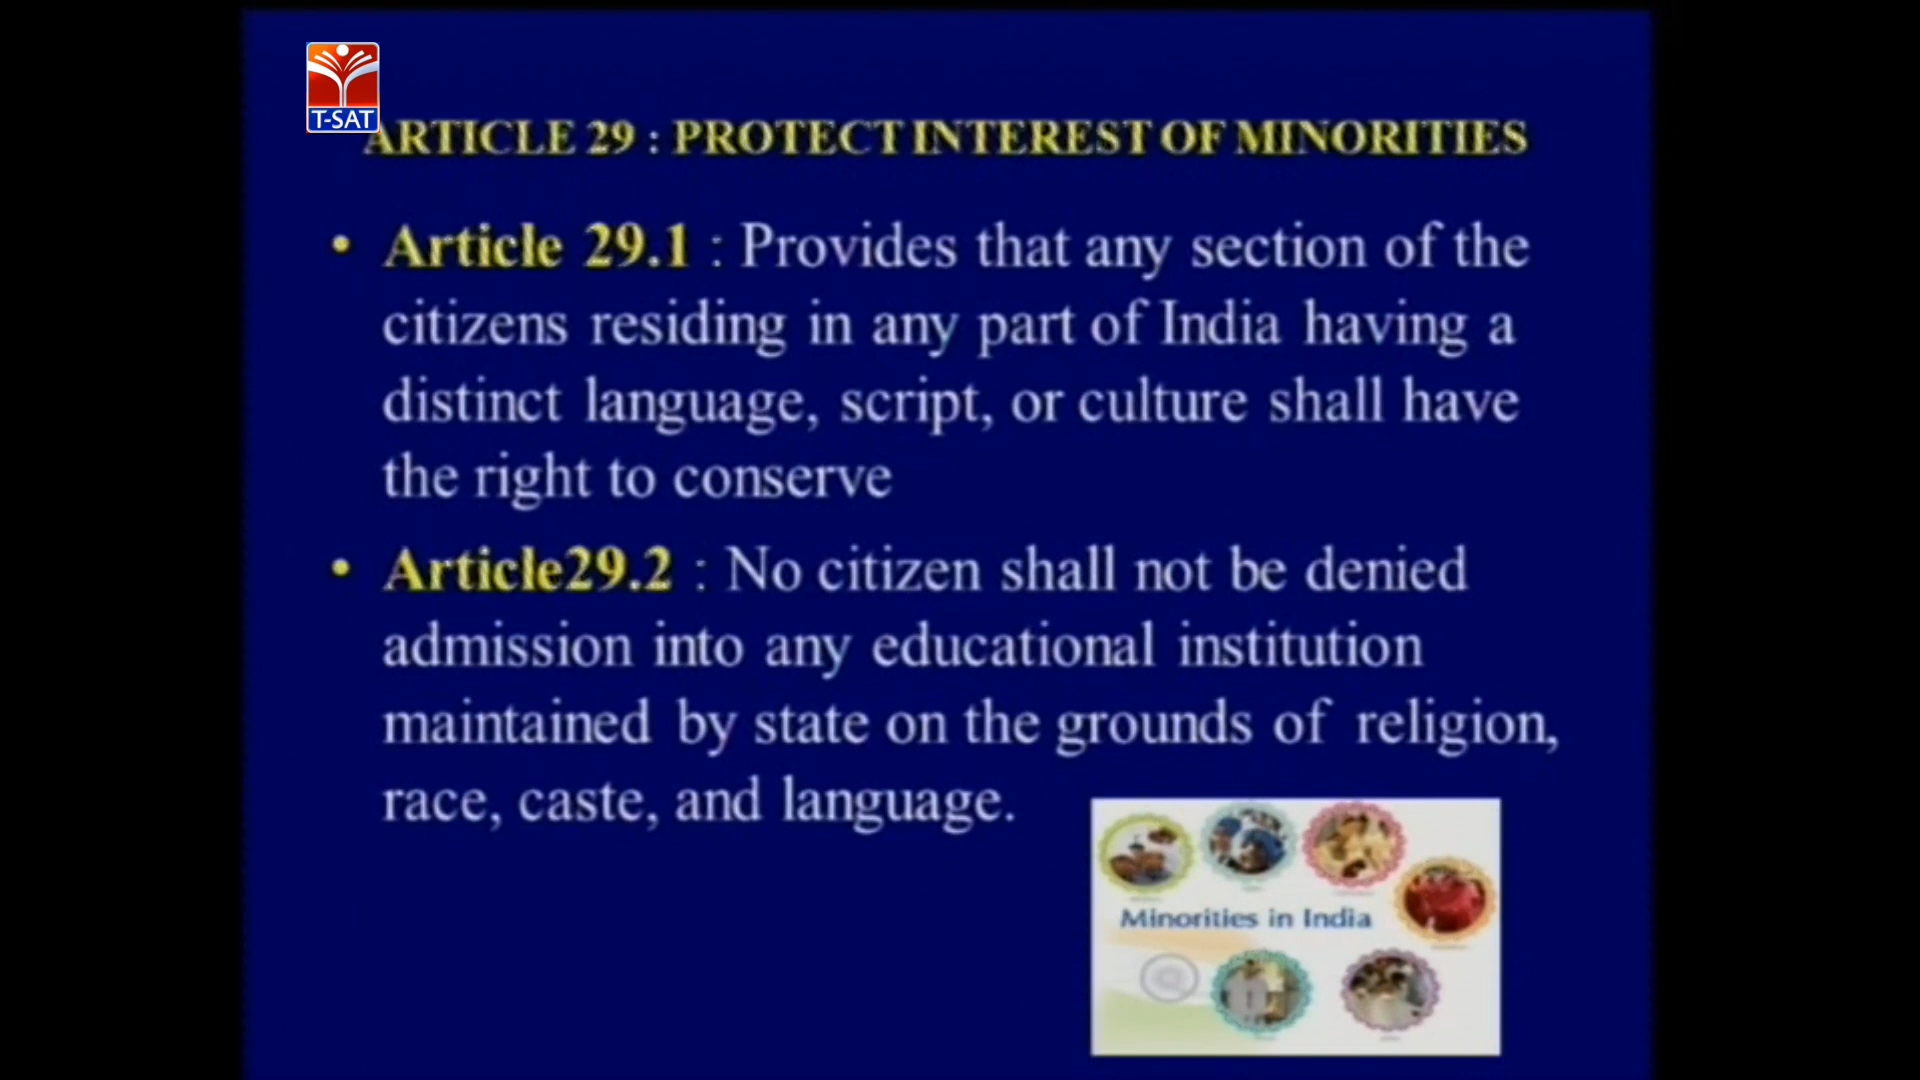 T-SAT
ARTICLE 29 : PROTECT INTEREST OF MINORITIES
• Article 29.1 : Provides that any section of the
citizens residing in any part of India having a
distinct language, script, or culture shall have
the right to conserve
• Article29.2 : No citizen shall not be denied
admission into any educational institution
maintained by state on the grounds of religion,
race, caste, and language.
Minorities in India